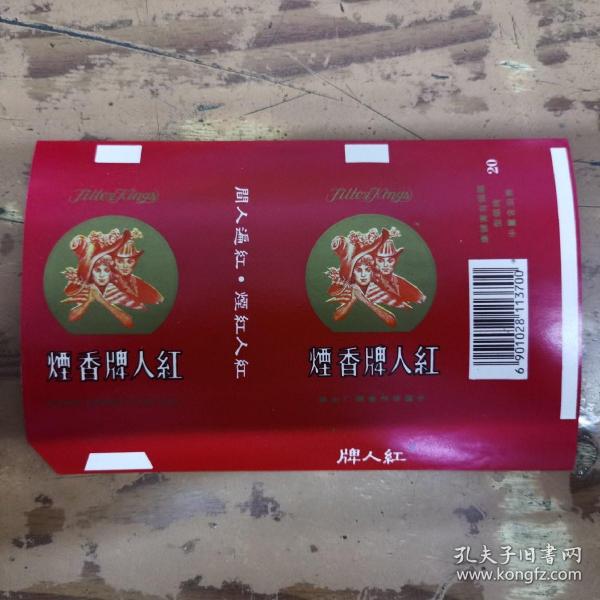 Filter Kings
煙香牌人紅
間人遍紅·煙紅人紅
Filter Kings
煙香牌人紅
牌人紅
20
6 901028 113700
孔夫子旧书网
www.kongfz.com